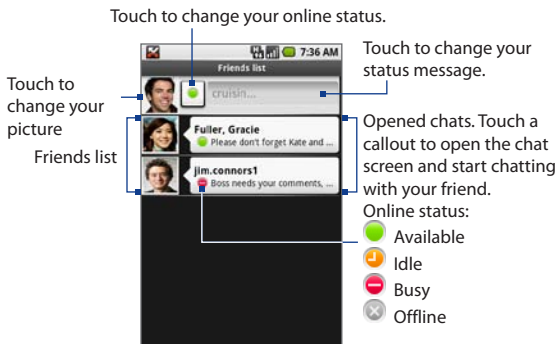 Touch to change your online status.
7:36 AM
Friends list
cruisin...
Touch to change your
status message.
Touch to
change your
picture
Friends list
Fuller, Gracie
Please don't forget Kate and ...
jim.connors1
Boss needs your comments, ...
Opened chats. Touch a
callout to open the chat
screen and start chatting
with your friend.
Online status:
Available
Idle
Busy
Offline